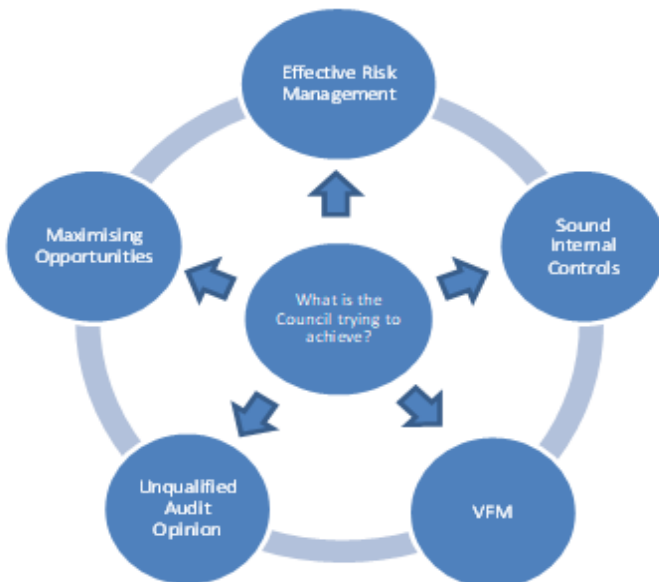 Effective Risk
Management
Maximising
Opportunities
Sound
Internal
Controls
What is the
Council trying to
achieve?
Unqualified
Audit
Opinion
VFM